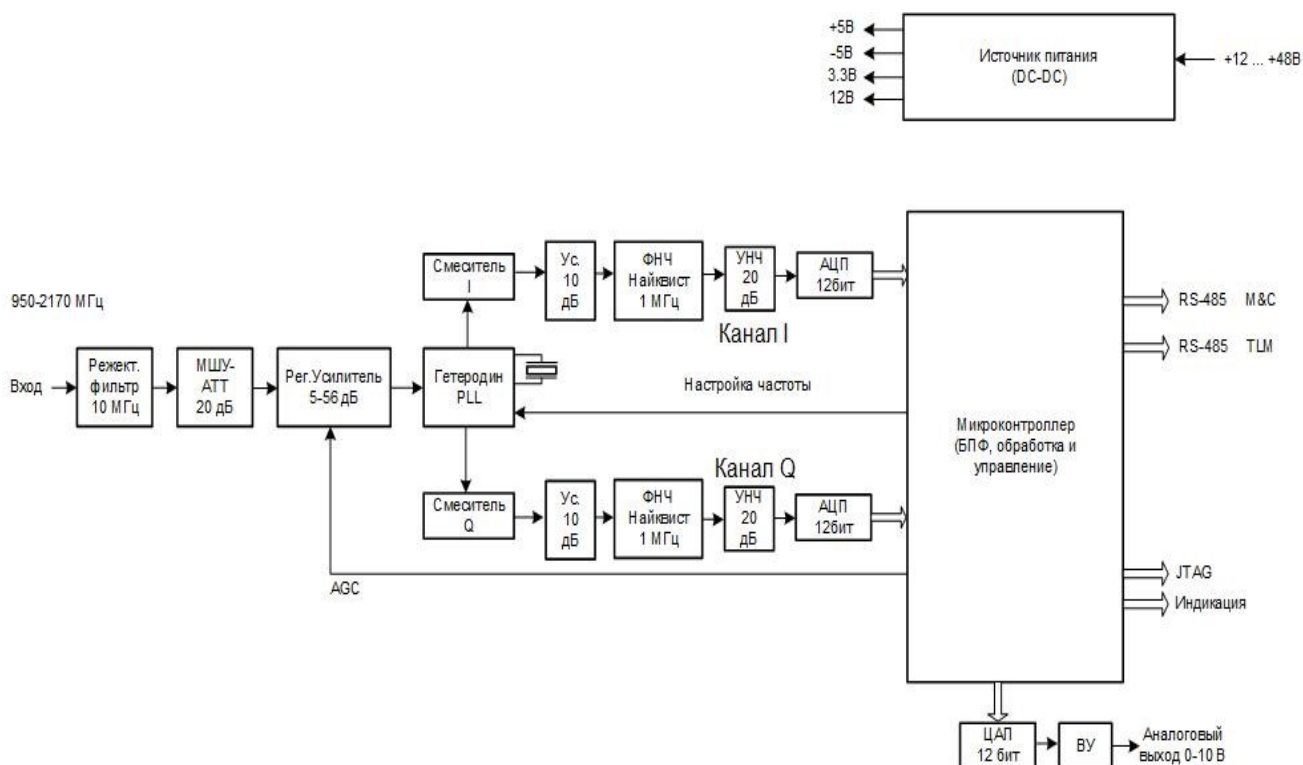 +5В
-5В
3.3В
12В
Источник питания
(DC-DC)
+12 ... +48В
950-2170 МГц
Вход
Режект.
фильтр
10 МГц
МШУ-
АТТ
20 дБ
Рег.Усилитель
5-56 дБ
Гетеродин
PLL
Смеситель
I
Ус.
10
дБ
ФНЧ
Найквист
1 МГц
УНЧ
20
дБ
АЦП
12бит
Канал I
Настройка частоты
Канал Q
Смеситель
Q
Ус.
10
дБ
ФНЧ
Найквист
1 МГц
УНЧ
20
дБ
АЦП
12бит
AGC
Микроконтроллер
(БПФ, обработка и
управление)
RS-485 M&C
RS-485 TLM
JTAG
Индикация
ЦАП
12 бит
ВУ
Аналоговый
выход 0-10 В